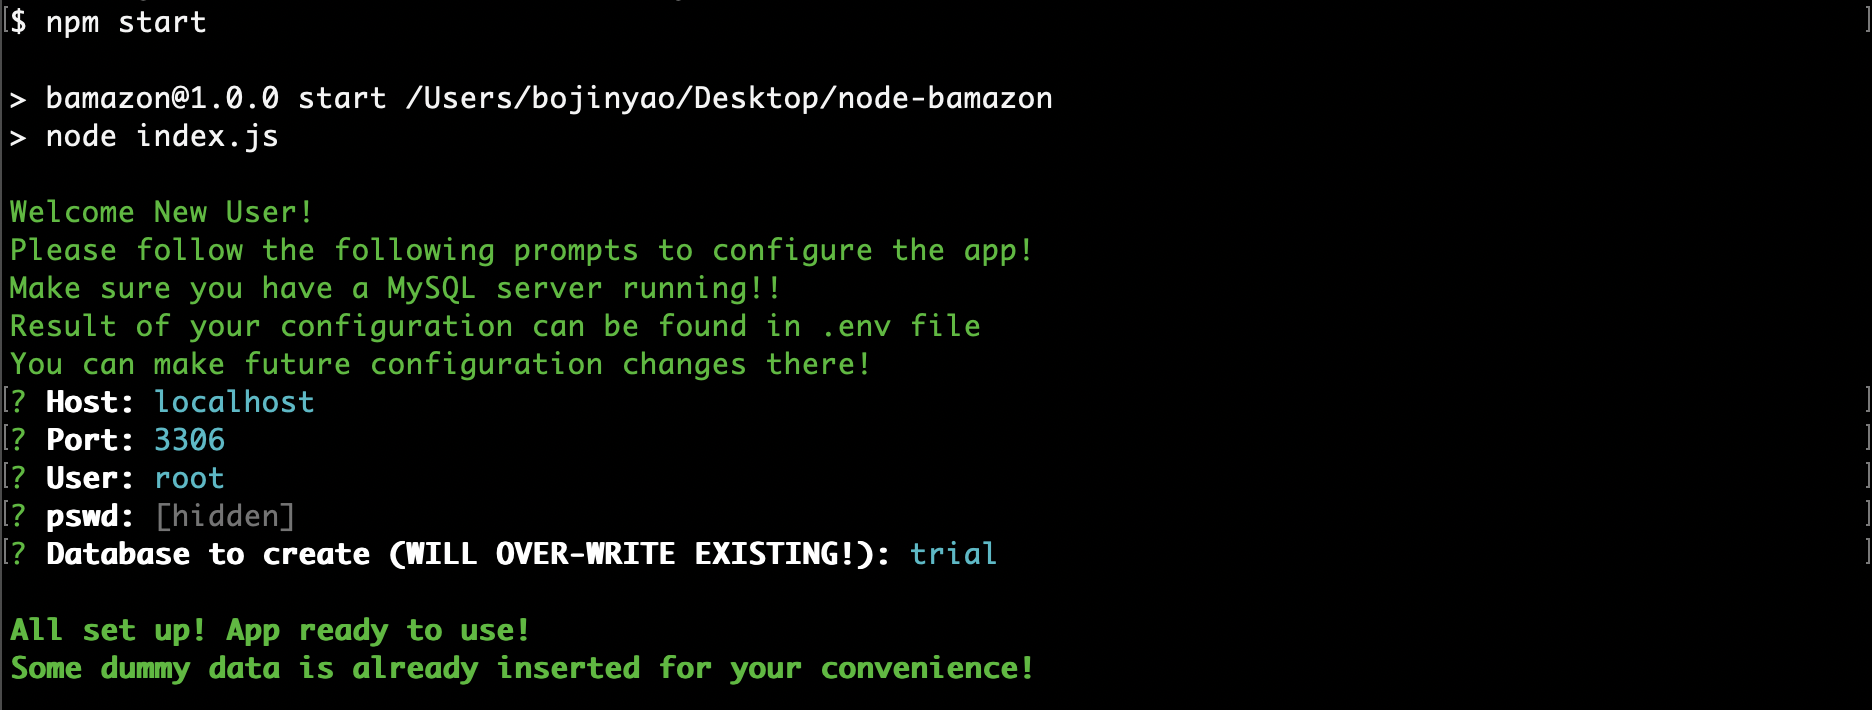 [$ npm start ]
> bamazon@1.0.0 start /Users/bojinyao/Desktop/node-bamazon
> node index.js
Welcome New User!
Please follow the following prompts to configure the app!
Make sure you have a MySQL server running!!
Result of your configuration can be found in .env file
You can make future configuration changes there!
[? Host: localhost ]
[? Port: 3306 ]
[? User: root ]
[? pswd: [hidden] ]
[? Database to create (WILL OVER-WRITE EXISTING!): trial ]
All set up! App ready to use!
Some dummy data is already inserted for your convenience!